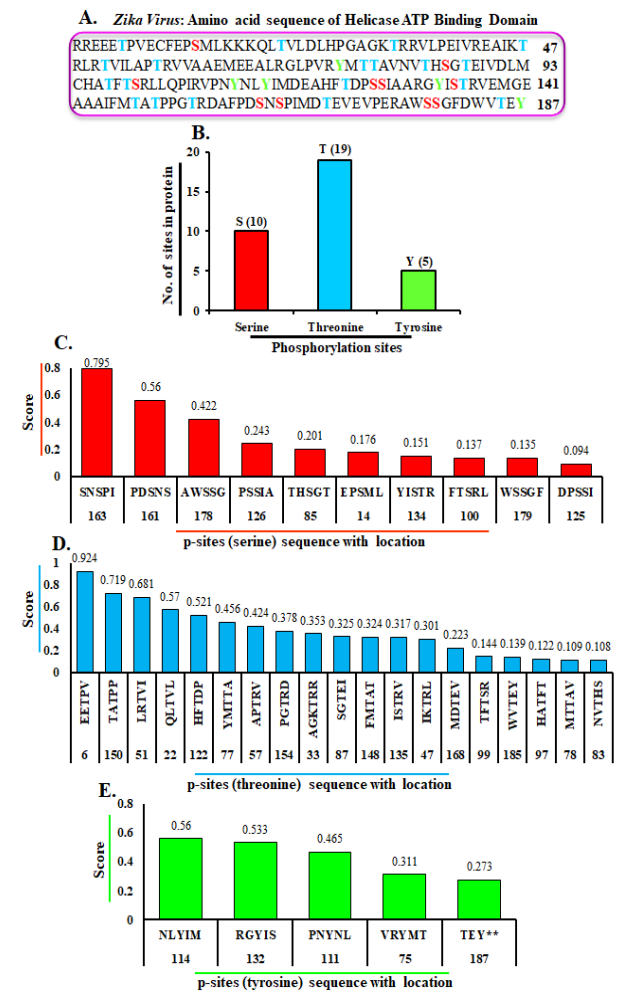 A.
Zika Virus: Amino acid sequence of Helicase ATP Binding Domain
RREEETPVECFEPSMLKKKQLTVLDLHPGAGKTRRVLPEIVREAIKT 47
RLRTVILAPTRVVAAEMEEALRGLPVRYMTTAVNVTHSGTEIVDLM 93
CHATFTSRLLQPIRVPNYNLYIMDEAHFTDPSSIAARGYISTRVEMGE 141
AAAIFMTATPPGTRDAFPDSNSPIMDTEVEVPERAWSSGFDWVTEY 187
B.
No. of sites in protein
20
15
10
5
0
S (10)
T (19)
Y (5)
Serine Threonine Tyrosine
Phosphorylation sites
C.
Score
0.8
0.6
0.4
0.2
0
0.795 0.56 0.422 0.243 0.201 0.176 0.151 0.137 0.135 0.094
SNSPI PDSNS AWSSG PSSIA THSGT EPSML YISTR FTSRL WSSGF DPSSI
163 161 178 126 85 14 134 100 179 125
p-sites (serine) sequence with location
D.
Score
1
0.8
0.6
0.4
0.2
0
0.924 0.719 0.681 0.57 0.521 0.456 0.424 0.378 0.353 0.325 0.324 0.317 0.301 0.223 0.144 0.139 0.122 0.109 0.108
EETPV TATPP LRTVI QLTVL HFTDP YMTTA APTRV PGTRD AGKTRR SGTEI FMTAT ISTRV IKTRL MDTEV TFTSR WVTEY HATFT MTTAV NVTHS
6 150 51 22 122 77 57 154 33 87 148 135 47 168 99 185 97 78 83
p-sites (threonine) sequence with location
E.
Score
0.8
0.6
0.4
0.2
0
0.56 0.533 0.465 0.311 0.273
NLYIM RGYIS PNYNL VRYMT TEY**
114 132 111 75 187
p-sites (tyrosine) sequence with location